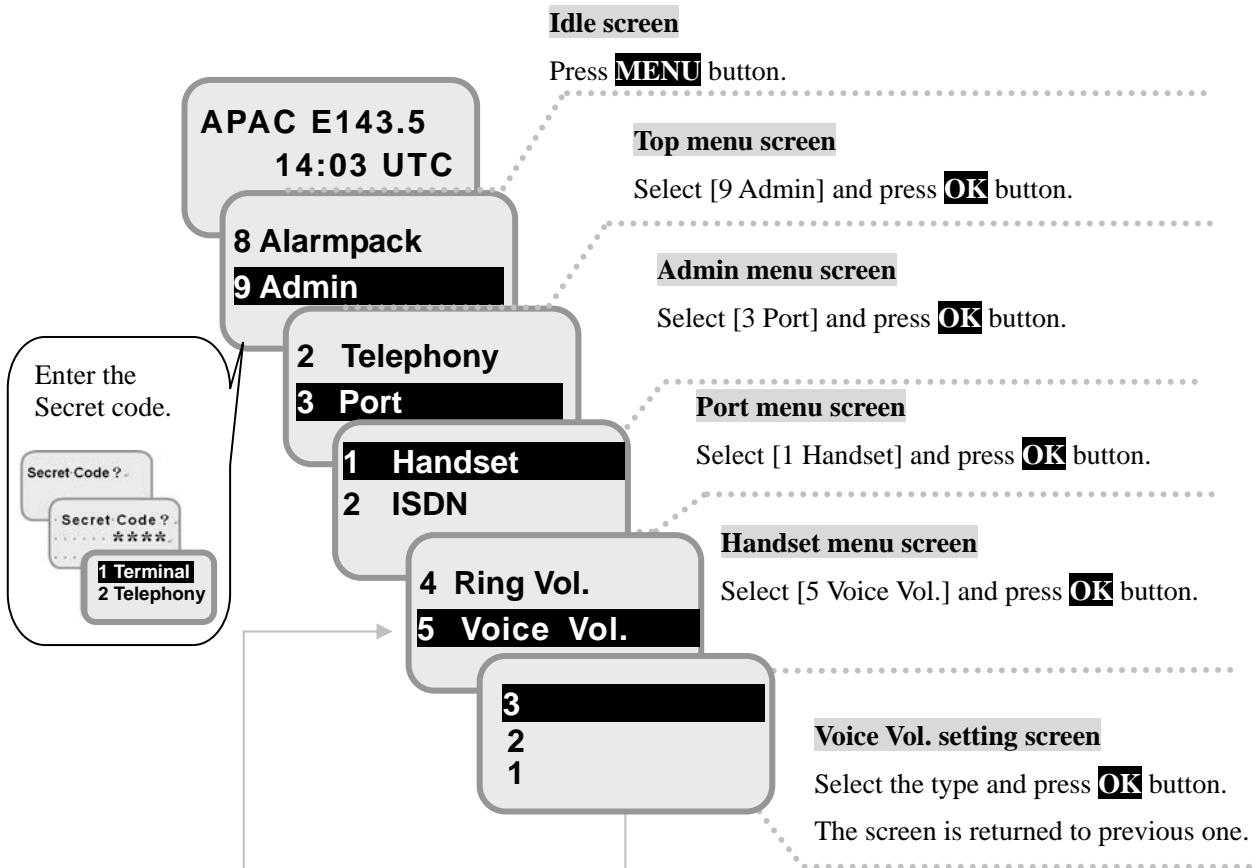 Idle screen
Press MENU button.
APAC E143.5
14:03 UTC
Top menu screen
Select [9 Admin] and press OK button.
8 Alarmpack
9 Admin
Admin menu screen
Select [3 Port] and press OK button.
2 Telephony
3 Port
Enter the
Secret code.
Secret Code ?
Secret Code ?
****
1 Terminal
2 Telephony
Port menu screen
Select [1 Handset] and press OK button.
1 Handset
2 ISDN
Handset menu screen
Select [5 Voice Vol.] and press OK button.
4 Ring Vol.
5 Voice Vol.
3
2
1
Voice Vol. setting screen
Select the type and press OK button.
The screen is returned to previous one.